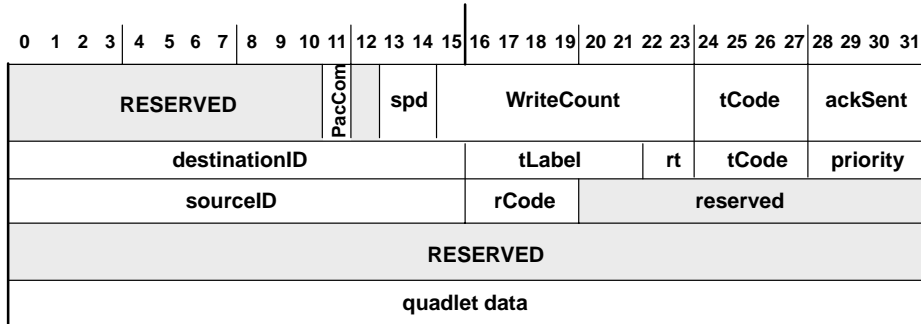 0 1 2 3 4 5 6 7 8 9 10 11 12 13 14 15 16 17 18 19 20 21 22 23 24 25 26 27 28 29 30 31
RESERVED PacCom spd WriteCount tCode ackSent
destinationID tLabel rt tCode priority
sourceID rCode reserved
RESERVED
quadlet data